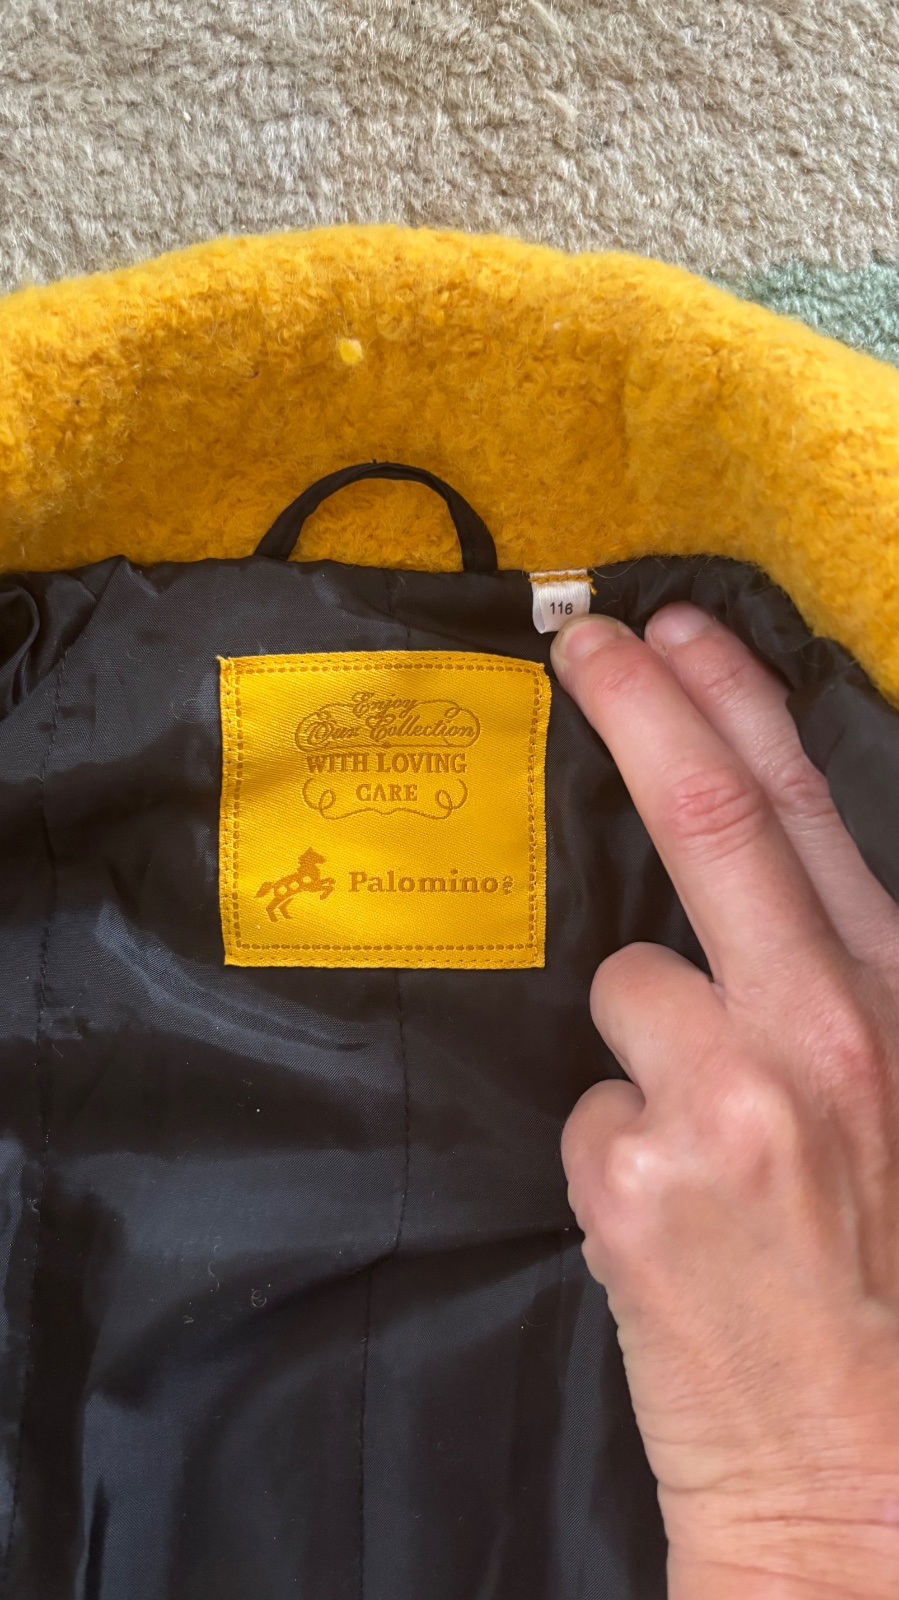 116
Enjoy
Our Collection
WITH LOVING
CARE
Palomino